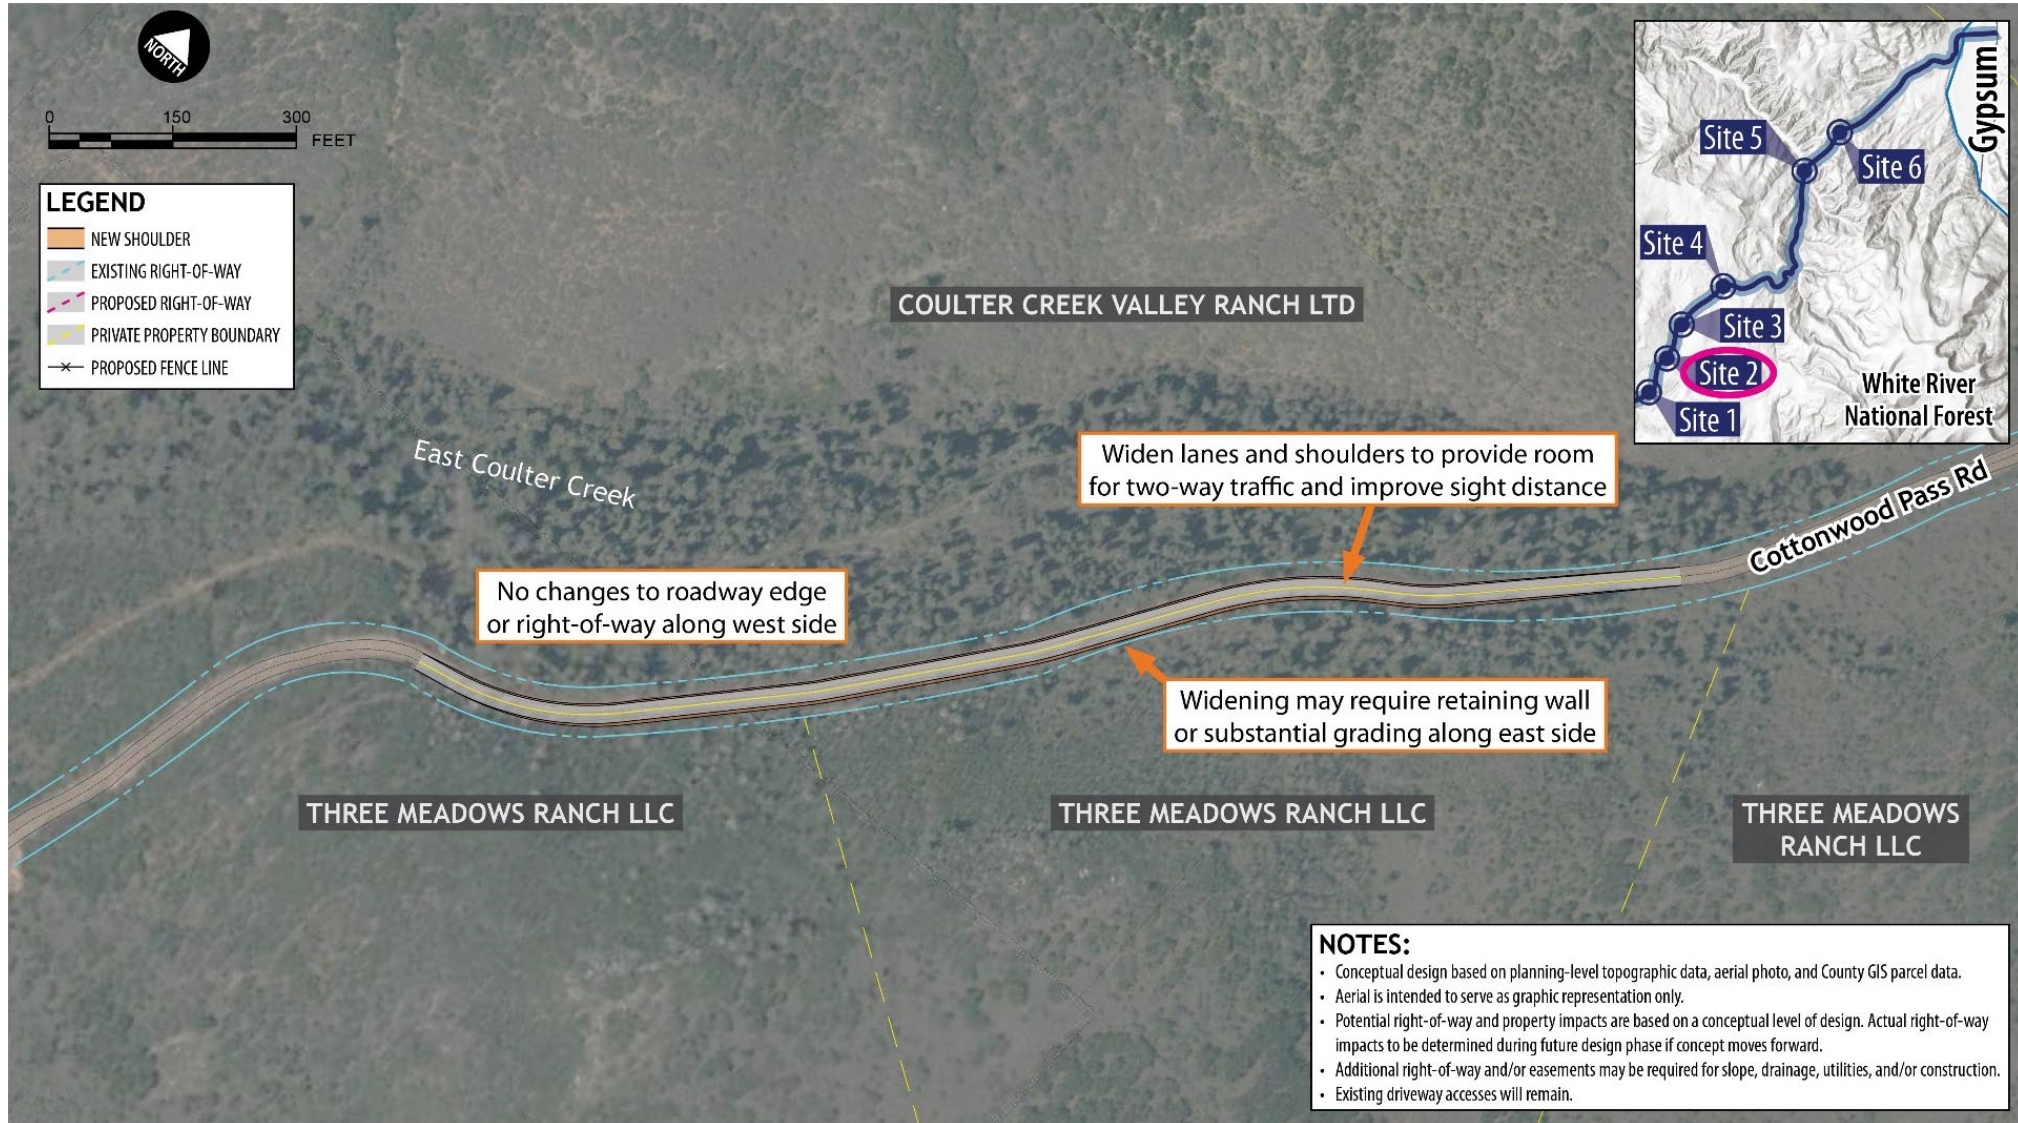 NORTH
0 150 300
FEET
LEGEND
NEW SHOULDER
EXISTING RIGHT-OF-WAY
PROPOSED RIGHT-OF-WAY
PRIVATE PROPERTY BOUNDARY
PROPOSED FENCE LINE
Gypsum
Site 5
Site 6
Site 4
Site 3
Site 2
Site 1
White River
National Forest
COULTER CREEK VALLEY RANCH LTD
East Coulter Creek
Widen lanes and shoulders to provide room
for two-way traffic and improve sight distance
Cottonwood Pass Rd
No changes to roadway edge
or right-of-way along west side
Widening may require retaining wall
or substantial grading along east side
THREE MEADOWS RANCH LLC
THREE MEADOWS RANCH LLC
THREE MEADOWS
RANCH LLC
NOTES:
• Conceptual design based on planning-level topographic data, aerial photo, and County GIS parcel data.
• Aerial is intended to serve as graphic representation only.
• Potential right-of-way and property impacts are based on a conceptual level of design. Actual right-of-way
impacts to be determined during future design phase if concept moves forward.
• Additional right-of-way and/or easements may be required for slope, drainage, utilities, and/or construction.
• Existing driveway accesses will remain.